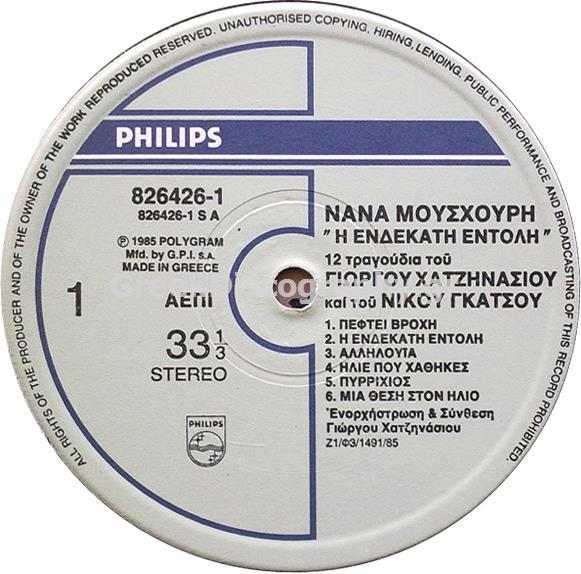 ALL RIGHTS OF THE PRODUCER AND OF THE OWNER OF THE WORK REPRODUCED RESERVED. UNAUTHORISED COPYING, HIRING, LENDING, PUBLIC PERFORMANCE AND BROADCASTING OF THIS RECORD PROHIBITED.
PHILIPS
826426-1
826426-1 S A
℗ 1985 POLYGRAM
Mfd. by G.P.I. S.A.
MADE IN GREECE
1
ΑΕΠΙ
33 1/3
STEREO
PHILIPS
ΝΑΝΑ ΜΟΥΣΧΟΥΡΗ
" Η ΕΝΔΕΚΑΤΗ ΕΝΤΟΛΗ "
12 τραγούδια τοῦ
ΓΙΩΡΓΟΥ ΧΑΤΖΗΝΑΣΙΟΥ
καί τοῦ ΝΙΚΟΥ ΓΚΑΤΣΟΥ
1. ΠΕΦΤΕΙ ΒΡΟΧΗ
2. Η ΕΝΔΕΚΑΤΗ ΕΝΤΟΛΗ
3. ΑΛΛΗΛΟΥΙΑ
4. ΗΛΙΕ ΠΟΥ ΧΑΘΗΚΕΣ
5. ΠΥΡΡΙΧΙΟΣ
6. ΜΙΑ ΘΕΣΗ ΣΤΟΝ ΗΛΙΟ
Ἐνορχήστρωση & Σύνθεση
Γιώργου Χατζηνάσιου
Ζ1/Φ3/1491/85